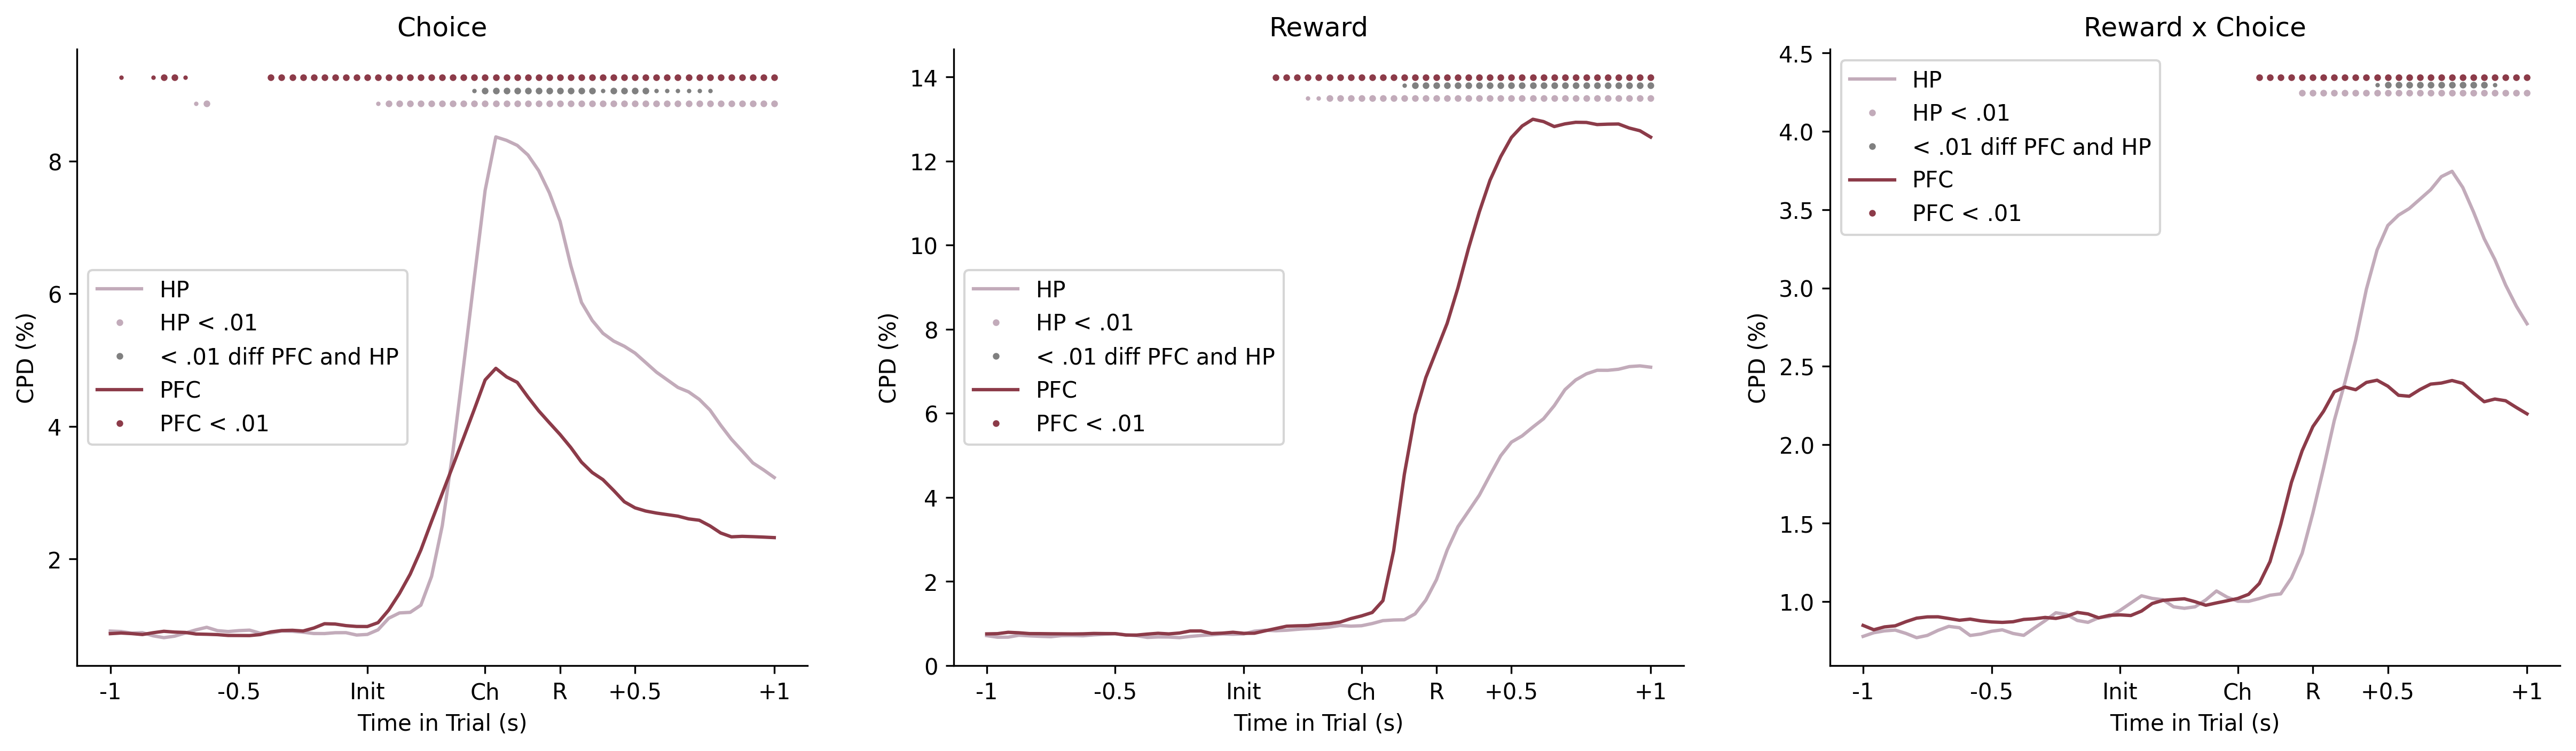 Choice
CPD (%)
8
6
4
2
HP
HP < .01
< .01 diff PFC and HP
PFC
PFC < .01
-1 -0.5 Init Ch R +0.5 +1
Time in Trial (s)
Reward
CPD (%)
14
12
10
8
6
4
2
0
HP
HP < .01
< .01 diff PFC and HP
PFC
PFC < .01
-1 -0.5 Init Ch R +0.5 +1
Time in Trial (s)
Reward x Choice
CPD (%)
4.5
4.0
3.5
3.0
2.5
2.0
1.5
1.0
HP
HP < .01
< .01 diff PFC and HP
PFC
PFC < .01
-1 -0.5 Init Ch R +0.5 +1
Time in Trial (s)